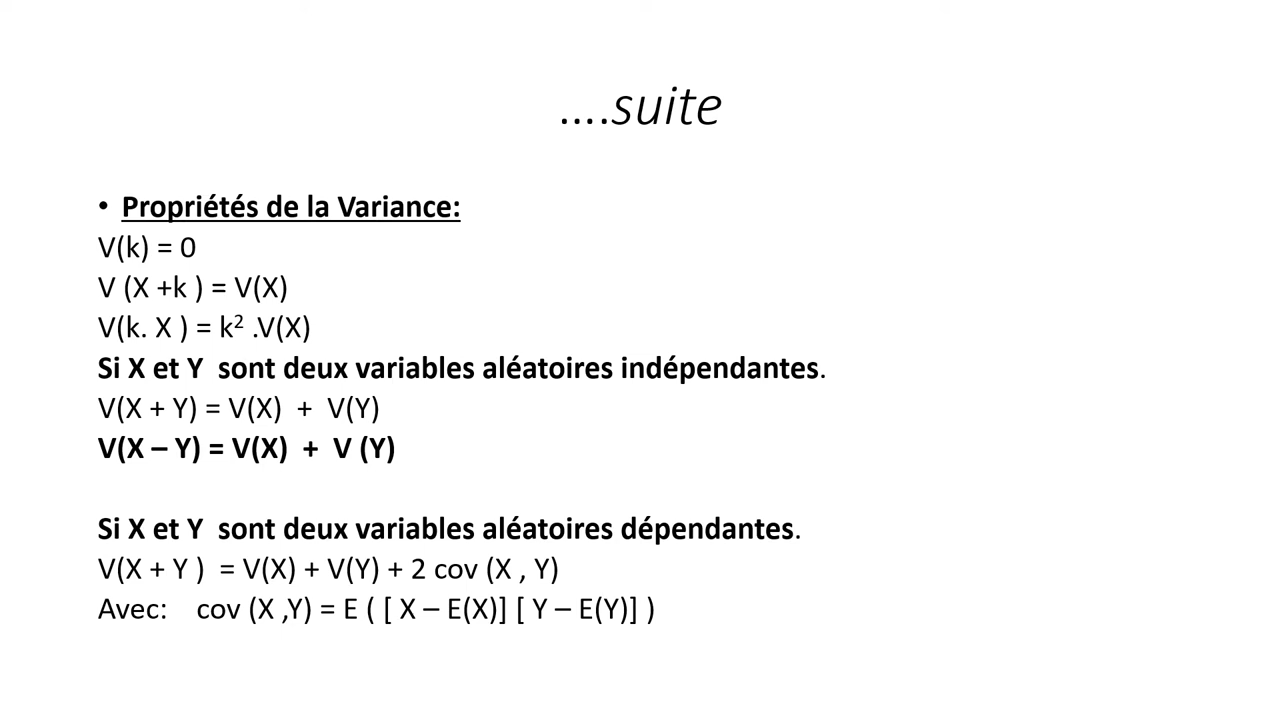 ....suite
• Propriétés de la Variance:
V(k) = 0
V (X +k ) = V(X)
V(k. X ) = k² .V(X)
Si X et Y sont deux variables aléatoires indépendantes.
V(X + Y) = V(X) + V(Y)
V(X – Y) = V(X) + V (Y)
Si X et Y sont deux variables aléatoires dépendantes.
V(X + Y ) = V(X) + V(Y) + 2 cov (X , Y)
Avec: cov (X ,Y) = E ( [ X – E(X)] [ Y – E(Y)] )